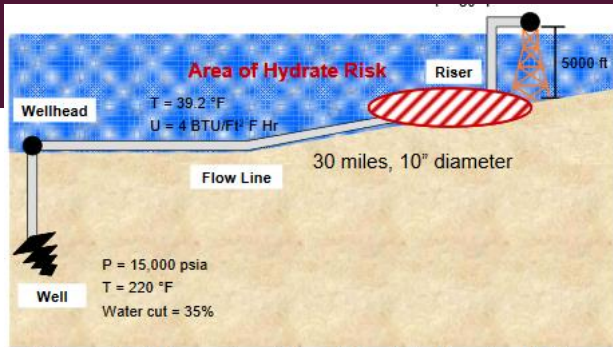 Area of Hydrate Risk
Riser
5000 ft
Wellhead
T = 39.2 °F
U = 4 BTU/Ft² F Hr
30 miles, 10" diameter
Flow Line
P = 15,000 psia
T = 220 °F
Well
Water cut = 35%